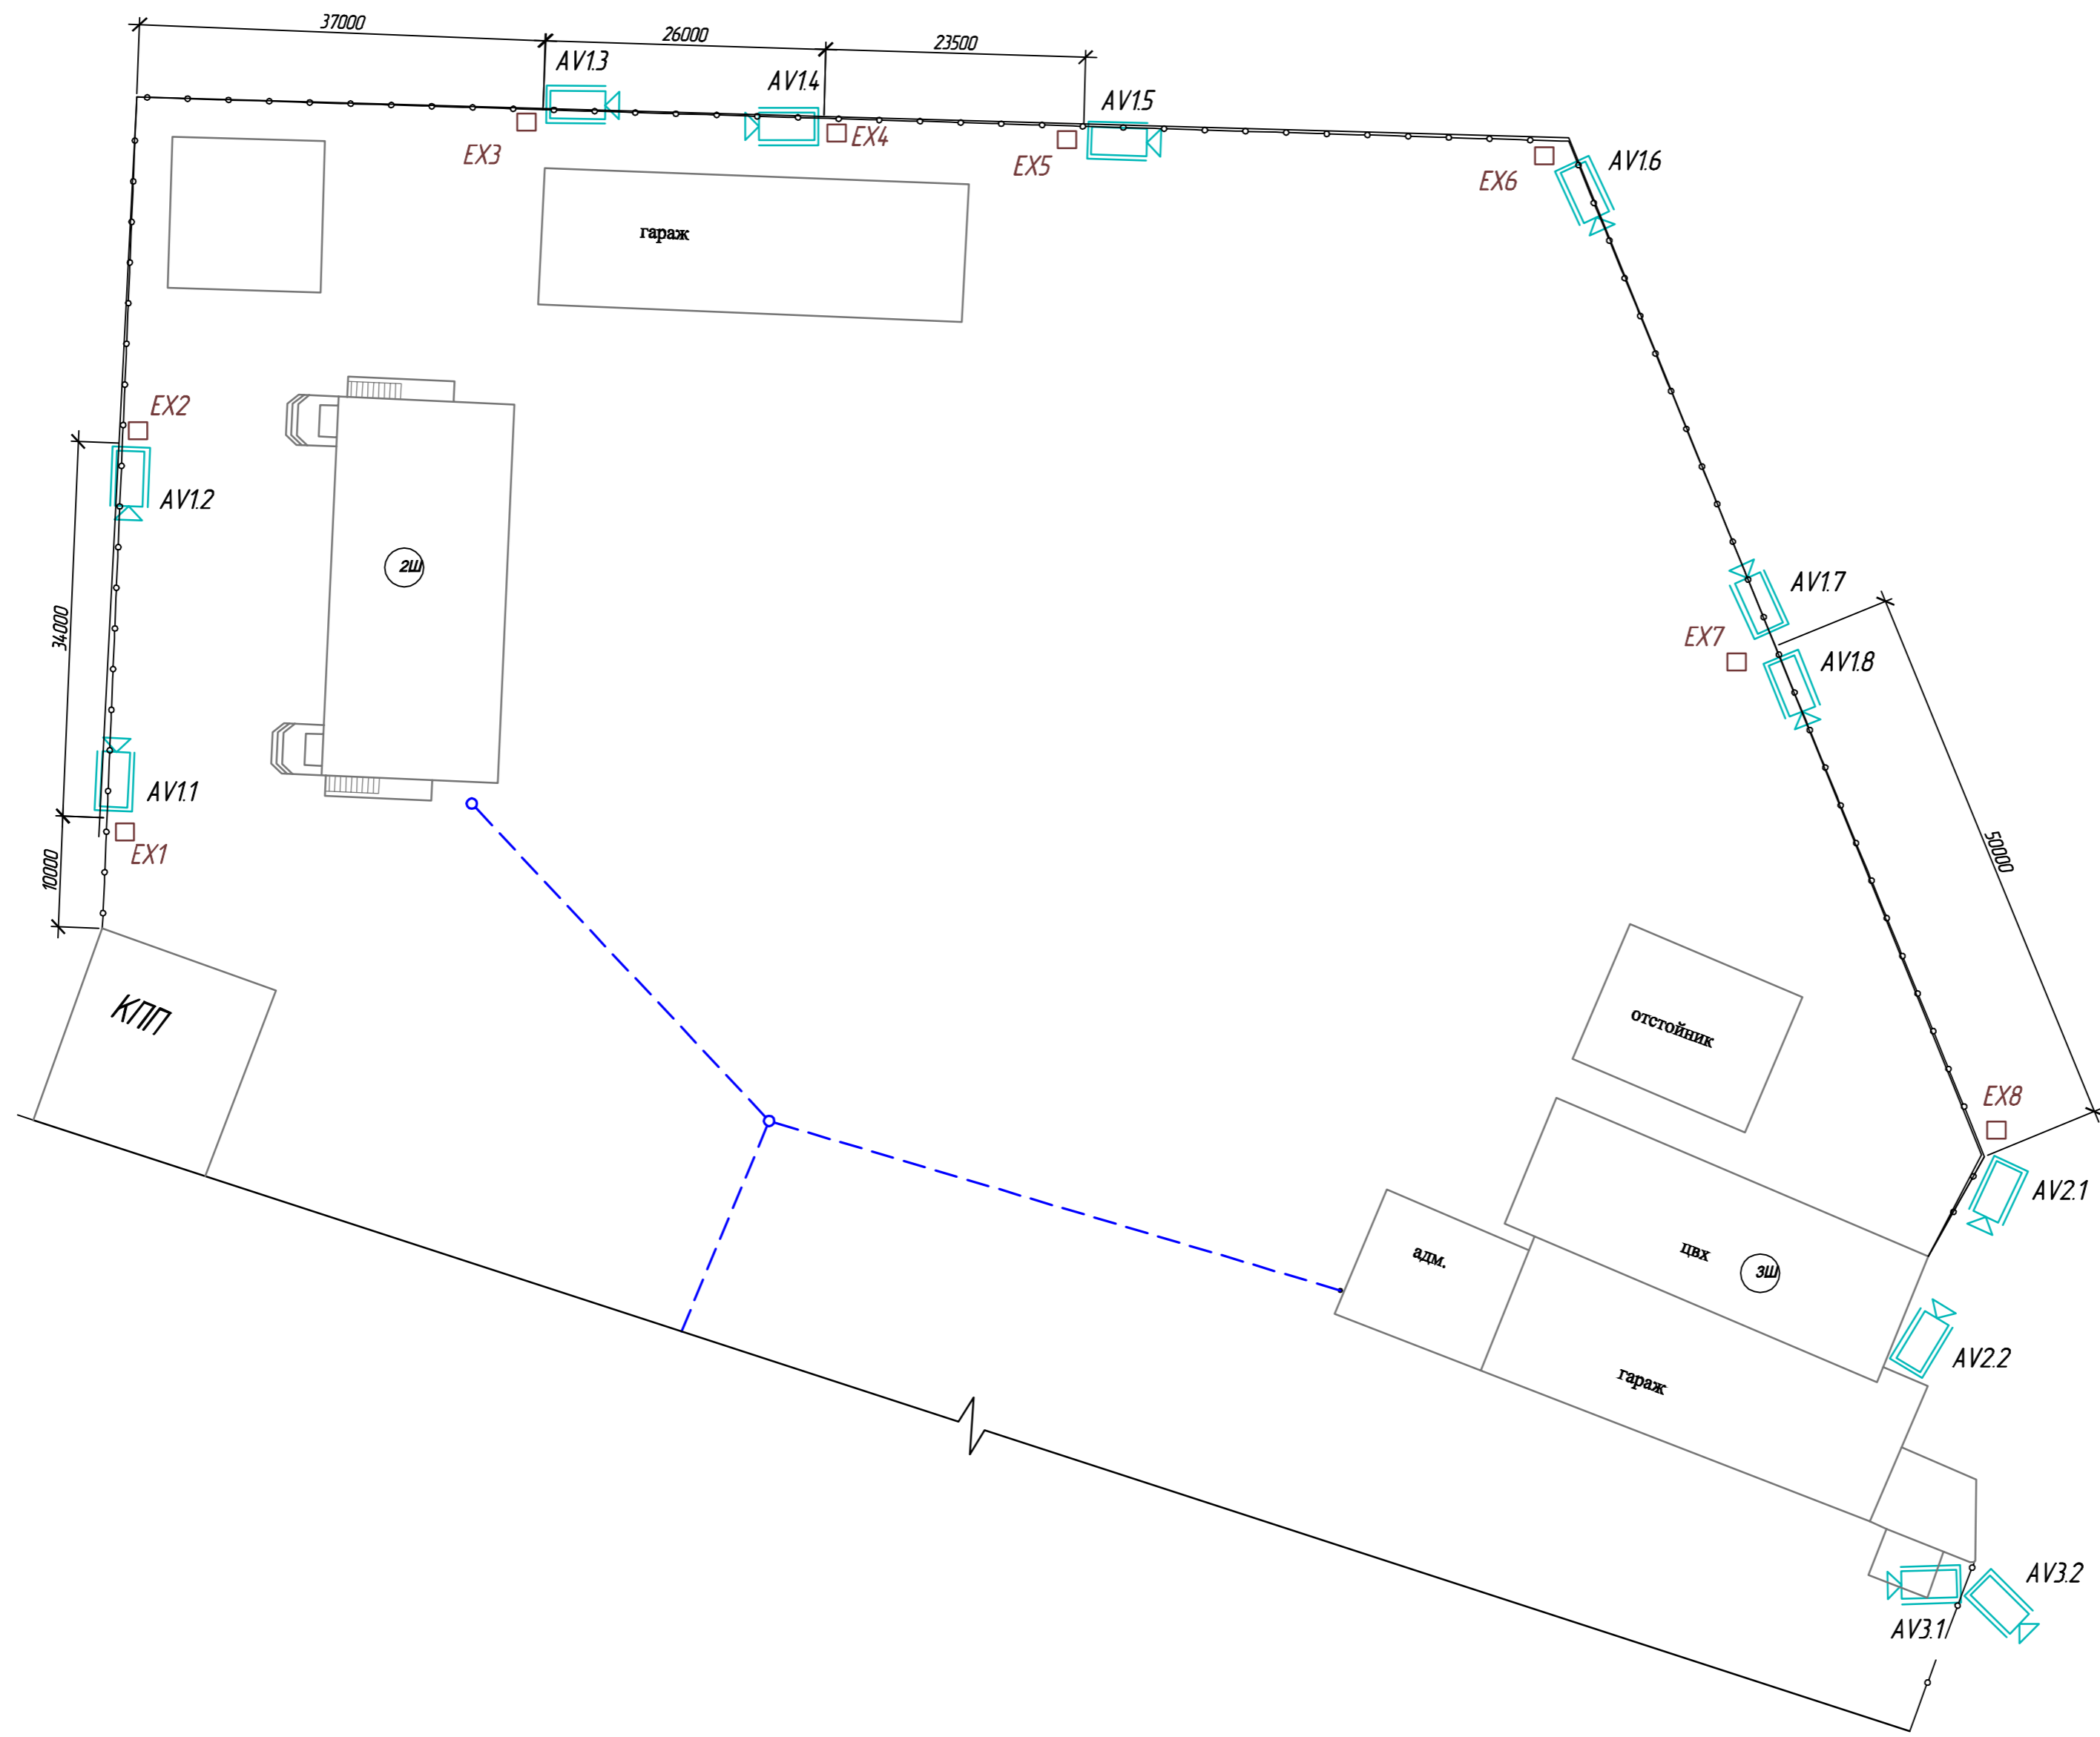 37000
26000
23500
AV1.3
AV1.4
AV1.5
EX3
EX4
EX5
EX6
AV1.6
гараж
EX2
AV1.2
2Ш
34000
AV1.7
EX7
AV1.8
AV1.1
EX1
10000
50000
КПП
отстойник
EX8
AV2.1
адм.
цвх
3Ш
AV2.2
гараж
AV3.2
AV3.1